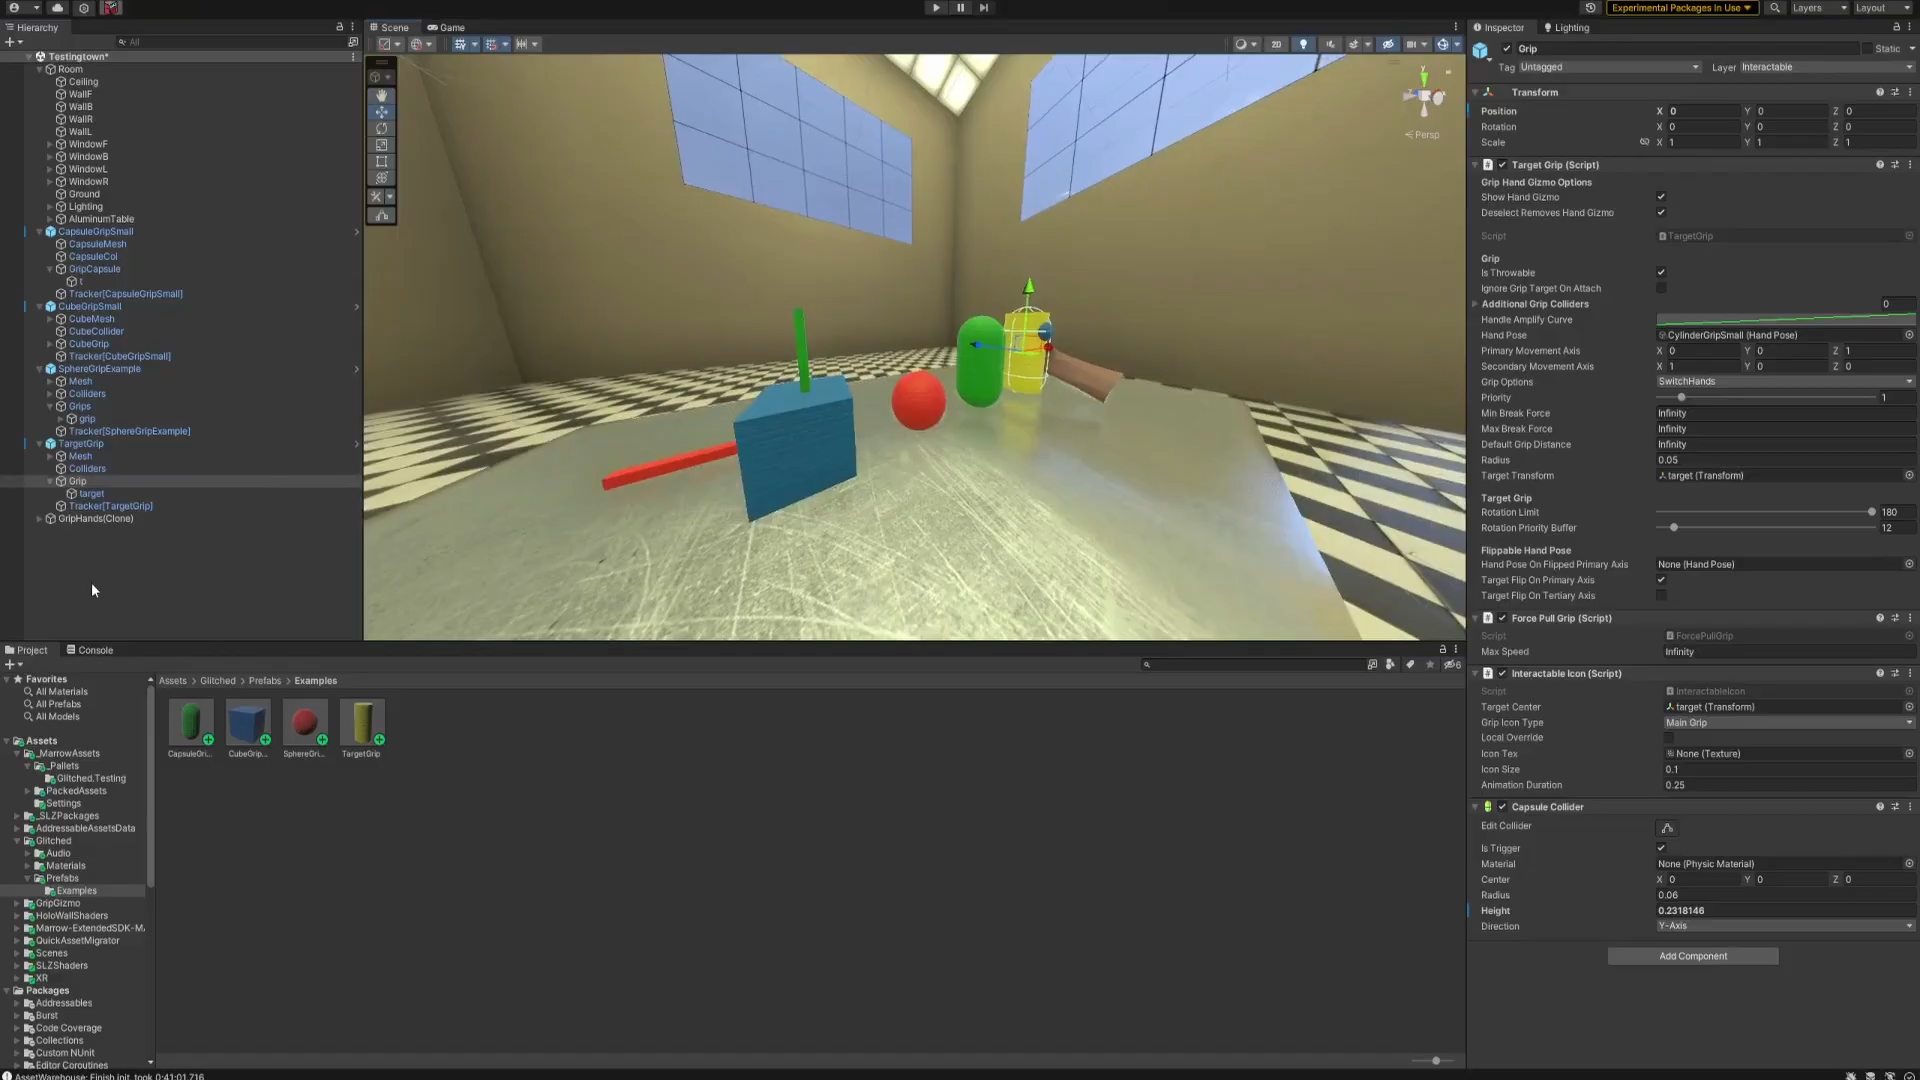 Experimental Packages In Use
Layers
Layout
Hierarchy
All
Scene
Game
Inspector
Lighting
Testingtown*
Room
Ceiling
WallF
WallB
WallR
WallL
WindowF
WindowB
WindowL
WindowR
Ground
Lighting
AluminumTable
CapsuleGripSmall
CapsuleMesh
CapsuleCol
GripCapsule
t
Tracker[CapsuleGripSmall]
CubeGripSmall
CubeMesh
CubeCollider
CubeGrip
Tracker[CubeGripSmall]
SphereGripExample
Mesh
Colliders
Grips
grip
Tracker[SphereGripExample]
TargetGrip
Mesh
Colliders
Grip
target
Tracker[TargetGrip]
GripHands(Clone)
2D
y
Persp
Grip
Static
Tag Untagged Layer Interactable
Transform
Position X 0 Y 0 Z 0
Rotation X 0 Y 0 Z 0
Scale X 1 Y 1 Z 1
Target Grip (Script)
Grip Hand Gizmo Options
Show Hand Gizmo
Deselect Removes Hand Gizmo
Script TargetGrip
Grip
Is Throwable
Ignore Grip Target On Attach
Additional Grip Colliders 0
Handle Amplify Curve
Hand Pose CylinderGripSmall (Hand Pose)
Primary Movement Axis X 0 Y 0 Z 1
Secondary Movement Axis X 1 Y 0 Z 0
Grip Options SwitchHands
Priority 1
Min Break Force Infinity
Max Break Force Infinity
Default Grip Distance Infinity
Radius 0.05
Target Transform target (Transform)
Target Grip
Rotation Limit 180
Rotation Priority Buffer 12
Flippable Hand Pose
Hand Pose On Flipped Primary Axis None (Hand Pose)
Target Flip On Primary Axis
Target Flip On Tertiary Axis
Force Pull Grip (Script)
Script ForcePullGrip
Max Speed Infinity
Interactable Icon (Script)
Script InteractableIcon
Target Center target (Transform)
Grip Icon Type Main Grip
Local Override
Icon Tex None (Texture)
Icon Size 0.1
Animation Duration 0.25
Capsule Collider
Edit Collider
Is Trigger
Material None (Physic Material)
Center X 0 Y 0 Z 0
Radius 0.06
Height 0.2318146
Direction Y-Axis
Add Component
Project
Console
6
Favorites
All Materials
All Prefabs
All Models
Assets
_MarrowAssets
_Pallets
Glitched.Testing
PackedAssets
Settings
_SLZPackages
AddressableAssetsData
Glitched
Audio
Materials
Prefabs
Examples
GripGizmo
HoloWallShaders
Marrow-ExtendedSDK-M
QuickAssetMigrator
Scenes
SLZShaders
XR
Packages
Addressables
Burst
Code Coverage
Collections
Custom NUnit
Editor Coroutines
Assets > Glitched > Prefabs > Examples
CapsuleGri...
CubeGrip...
SphereGri...
TargetGrip
AssetWarehouse: Finish init, took 0:41:01.716